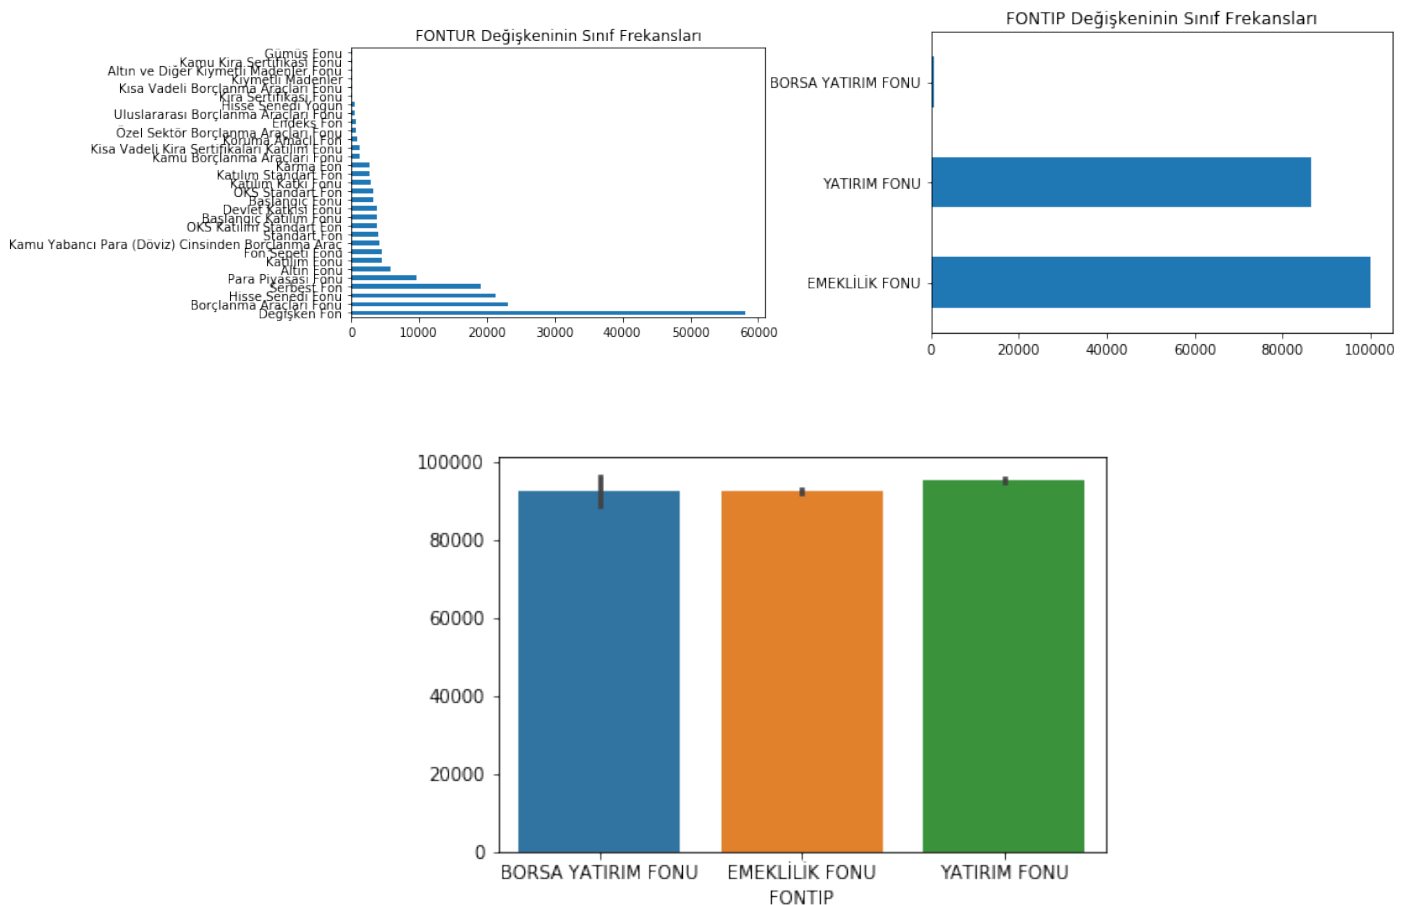 FONTUR Değişkeninin Sınıf Frekansları
Gümüş Fonu
Kamu Kira Sertifikası Fonu
Altın ve Diğer Kıymetli Madenler Fonu
Kıymetli Madenler
Kısa Vadeli Borçlanma Araçları Fonu
Kira Sertifikası Fonu
Hisse Senedi Yoğun
Uluslararası Borçlanma Araçları Fonu
Endeks Fon
Özel Sektör Borçlanma Araçları Fonu
Koruma Amaçlı Fon
Kısa Vadeli Kira Sertifikaları Katılım Fonu
Kamu Borçlanma Araçları Fonu
Karma Fon
Katılım Standart Fon
Katılım Katkı Fonu
OKS Standart Fon
Başlangıç Fonu
Devlet Katkısı Fonu
Başlangıç Katılım Fonu
OKS Katılım Standart Fon
Standart Fon
Kamu Yabancı Para (Döviz) Cinsinden Borçlanma Araç
Fon Sepeti Fonu
Katılım Fonu
Altın Fonu
Para Piyasası Fonu
Serbest Fon
Hisse Senedi Fonu
Borçlanma Araçları Fonu
Değişken Fon
0 10000 20000 30000 40000 50000 60000
FONTIP Değişkeninin Sınıf Frekansları
BORSA YATIRIM FONU
YATIRIM FONU
EMEKLİLİK FONU
0 20000 40000 60000 80000 100000
100000
80000
60000
40000
20000
0
BORSA YATIRIM FONU EMEKLİLİK FONU YATIRIM FONU
FONTIP